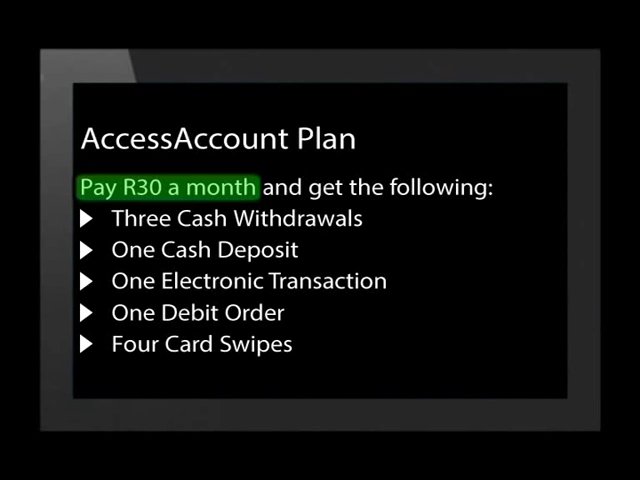 AccessAccount Plan
Pay R30 a month and get the following:
Three Cash Withdrawals
One Cash Deposit
One Electronic Transaction
One Debit Order
Four Card Swipes